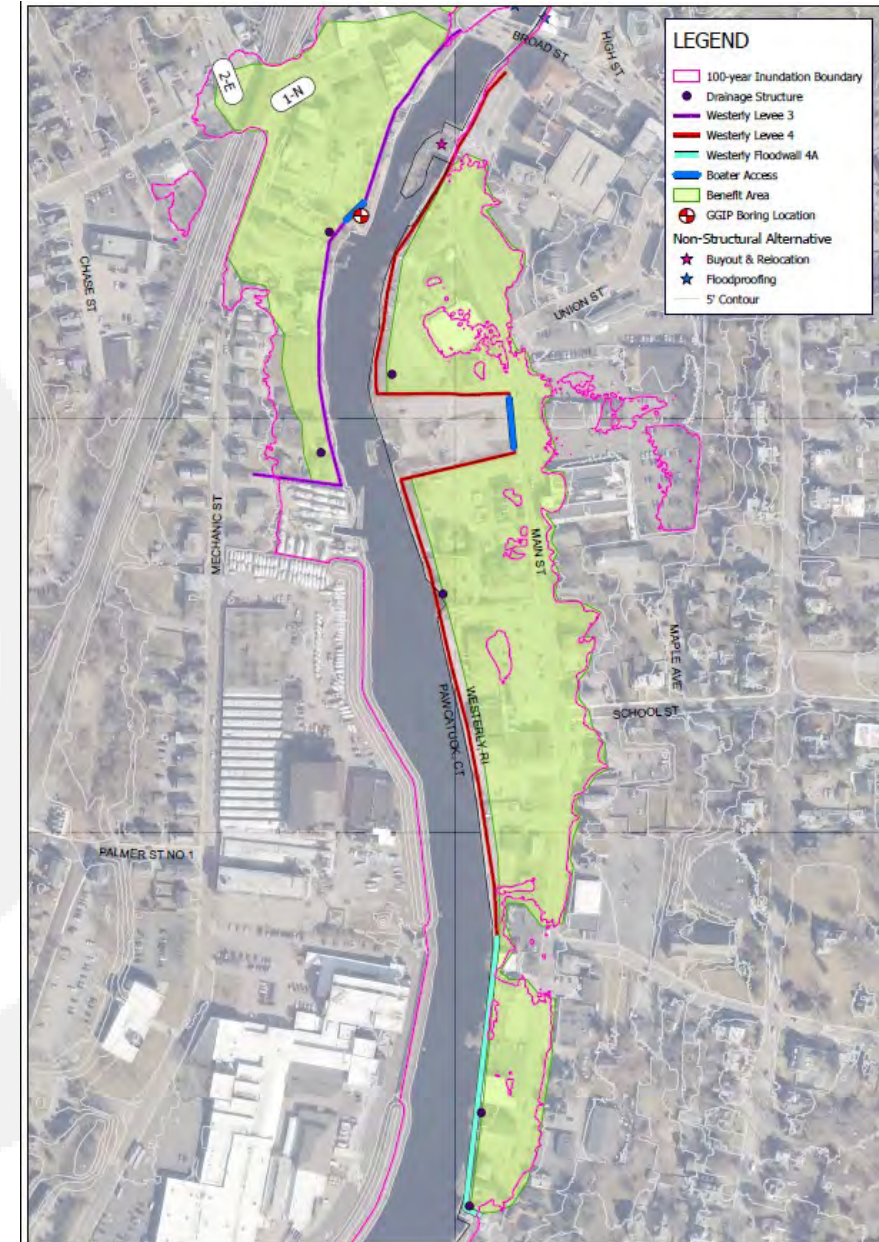 BROAD ST
HIGH ST
2-E
1-N
CHASE ST
UNION ST
MECHANIC ST
MAIN ST
MAPLE AVE
WESTERLY, RI
PAWCATUCK, CT
SCHOOL ST
PALMER ST NO 1
LEGEND
100-year Inundation Boundary
Drainage Structure
Westerly Levee 3
Westerly Levee 4
Westerly Floodwall 4A
Boater Access
Benefit Area
GGIP Boring Location
Non-Structural Alternative
Buyout & Relocation
Floodproofing
5' Contour